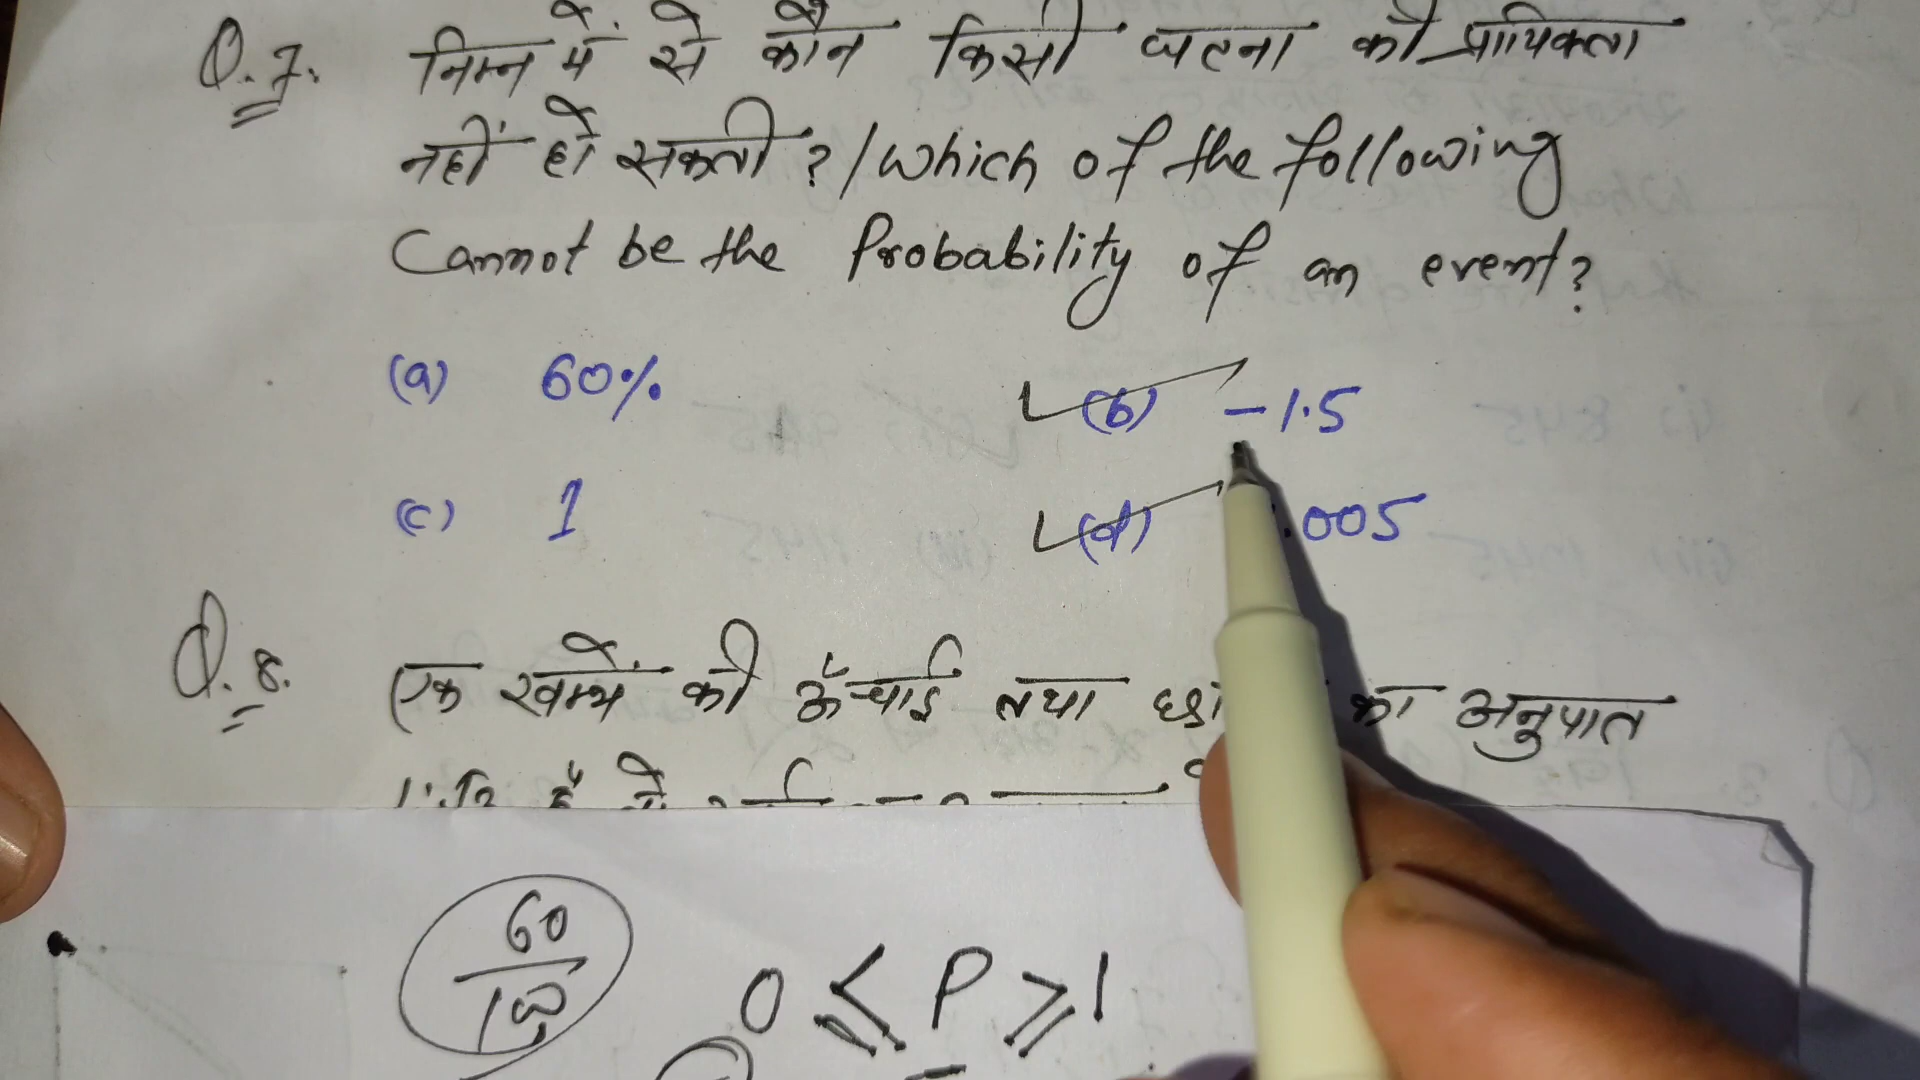 Q.7. निम्न में से कौन किसी घटना की प्रायिकता
नहीं हो सकती ? / Which of the following
Cannot be the Probability of an event?
(a) 60% (b) -1.5
(c) 1 (d) .005
Q.8. एक खम्भें की ऊँचाई तथा का अनुपात
60/100 0 ≤ P ≥ 1